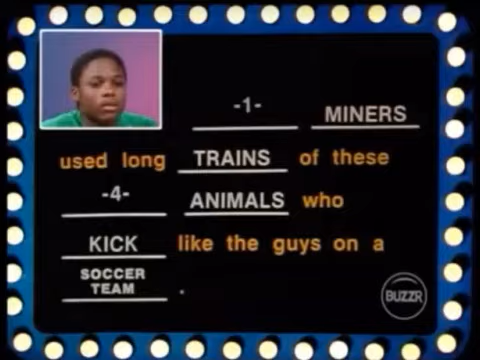 -1- MINERS
used long TRAINS of these
-4- ANIMALS who
KICK like the guys on a
SOCCER
TEAM .
BUZZR